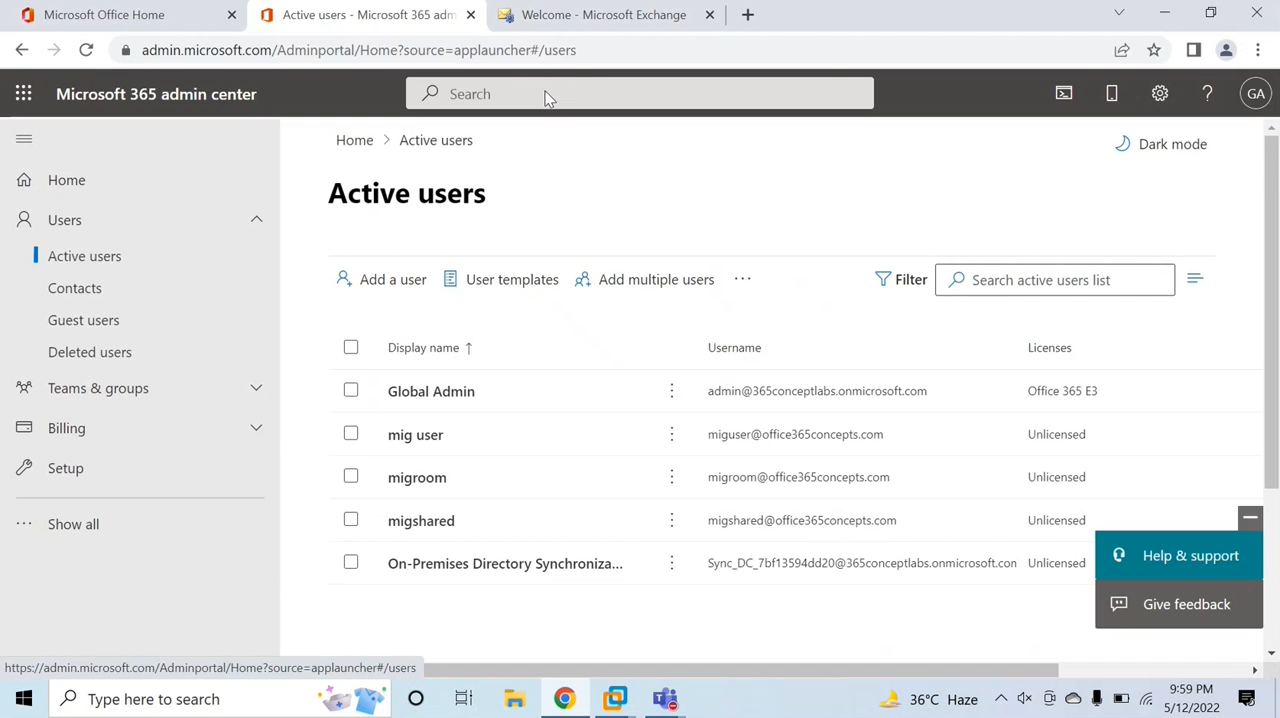 Microsoft Office Home
Active users - Microsoft 365 adm
Welcome - Microsoft Exchange
admin.microsoft.com/Adminportal/Home?source=applauncher#/users
Microsoft 365 admin center
Search
GA
Home > Active users
Dark mode
Active users
Home
Users
Active users
Contacts
Guest users
Deleted users
Teams & groups
Billing
Setup
Show all
Add a user
User templates
Add multiple users
Filter
Search active users list
Display name ↑ Username Licenses
Global Admin admin@365conceptlabs.onmicrosoft.com Office 365 E3
mig user miguser@office365concepts.com Unlicensed
migroom migroom@office365concepts.com Unlicensed
migshared migshared@office365concepts.com Unlicensed
On-Premises Directory Synchroniza... Sync_DC_7bf13594dd20@365conceptlabs.onmicrosoft.con Unlicensed
Help & support
Give feedback
https://admin.microsoft.com/Adminportal/Home?source=applauncher#/users
Type here to search
36°C Haze
9:59 PM
5/12/2022